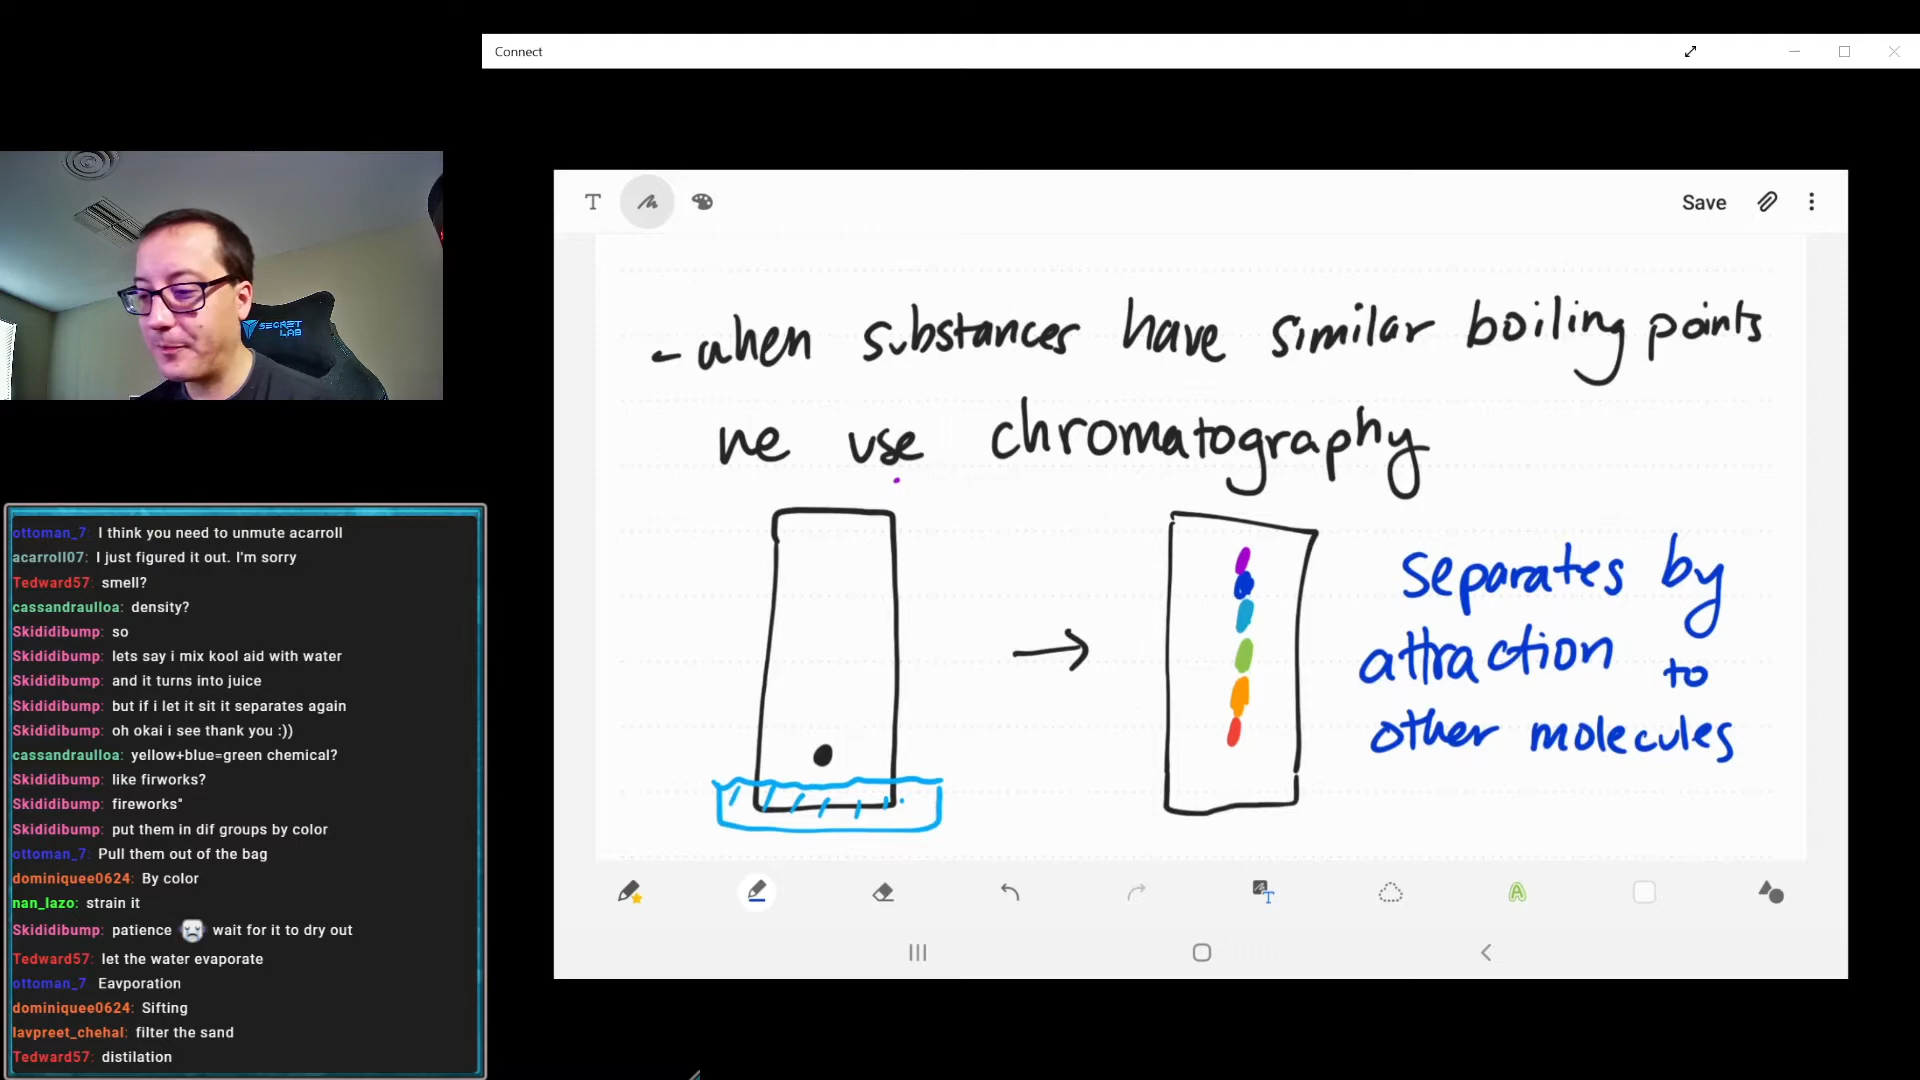 Connect
T
Save
- when substances have similar boiling points
we use chromatography
separates by
attraction to
other molecules
SECRET
LAB
ottoman_7: I think you need to unmute acarroll
acarroll07: I just figured it out. I'm sorry
Tedward57: smell?
cassandraulloa: density?
Skididibump: so
Skididibump: lets say i mix kool aid with water
Skididibump: and it turns into juice
Skididibump: but if i let it sit it separates again
Skididibump: oh okai i see thank you :))
cassandraulloa: yellow+blue=green chemical?
Skididibump: like firworks?
Skididibump: fireworks"
Skididibump: put them in dif groups by color
ottoman_7: Pull them out of the bag
dominiquee0624: By color
nan_lazo: strain it
Skididibump: patience wait for it to dry out
Tedward57: let the water evaporate
ottoman_7 Eavporation
dominiquee0624: Sifting
lavpreet_chehal: filter the sand
Tedward57: distilation
T
A